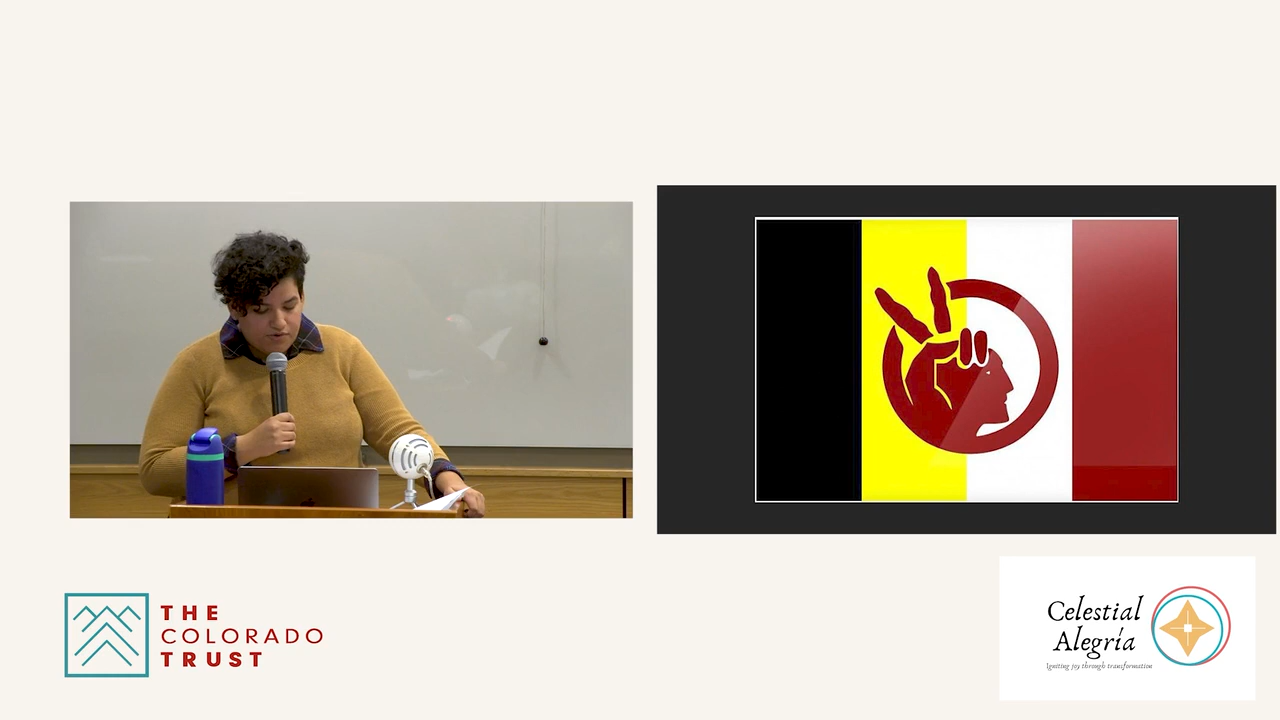 THE
COLORADO
TRUST
Celestial
Alegría
Igniting joy through transformation